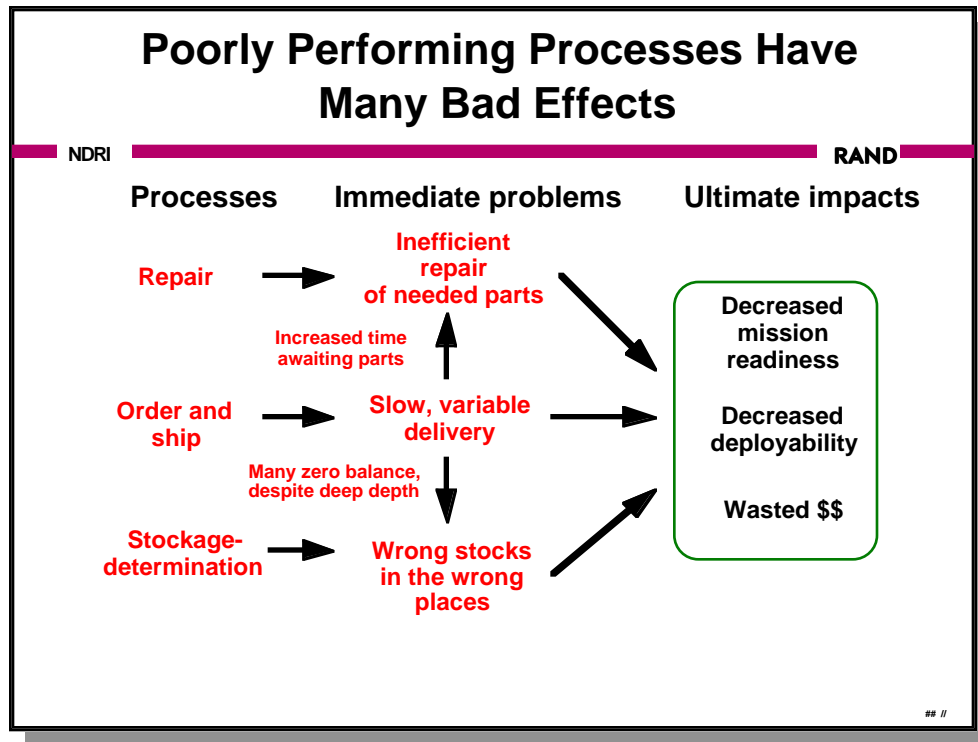 Poorly Performing Processes Have
Many Bad Effects
NDRI
RAND
Processes
Immediate problems
Ultimate impacts
Repair
Inefficient
repair
of needed parts
Increased time
awaiting parts
Order and
ship
Slow, variable
delivery
Many zero balance,
despite deep depth
Stockage-
determination
Wrong stocks
in the wrong
places
Decreased
mission
readiness
Decreased
deployability
Wasted $$
## //